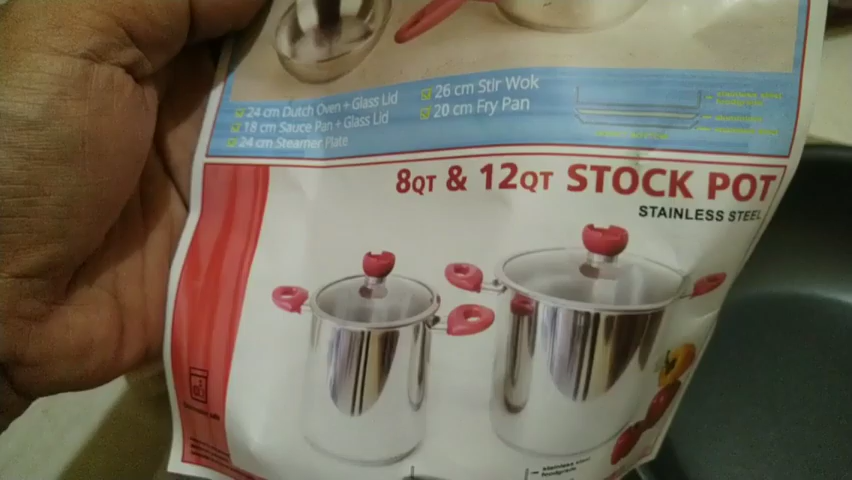 24 cm Dutch Oven + Glass Lid
18 cm Sauce Pan + Glass Lid
24 cm Steamer Plate
26 cm Stir Wok
20 cm Fry Pan
8QT & 12QT STOCK POT
STAINLESS STEEL